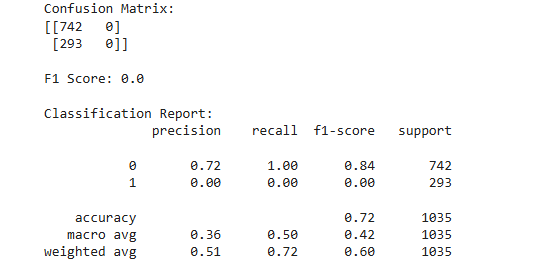 Confusion Matrix:
[[742   0]
 [293   0]]
F1 Score: 0.0
Classification Report:
              precision    recall  f1-score   support
           0       0.72      1.00      0.84       742
           1       0.00      0.00      0.00       293
    accuracy                           0.72      1035
   macro avg       0.36      0.50      0.42      1035
weighted avg       0.51      0.72      0.60      1035